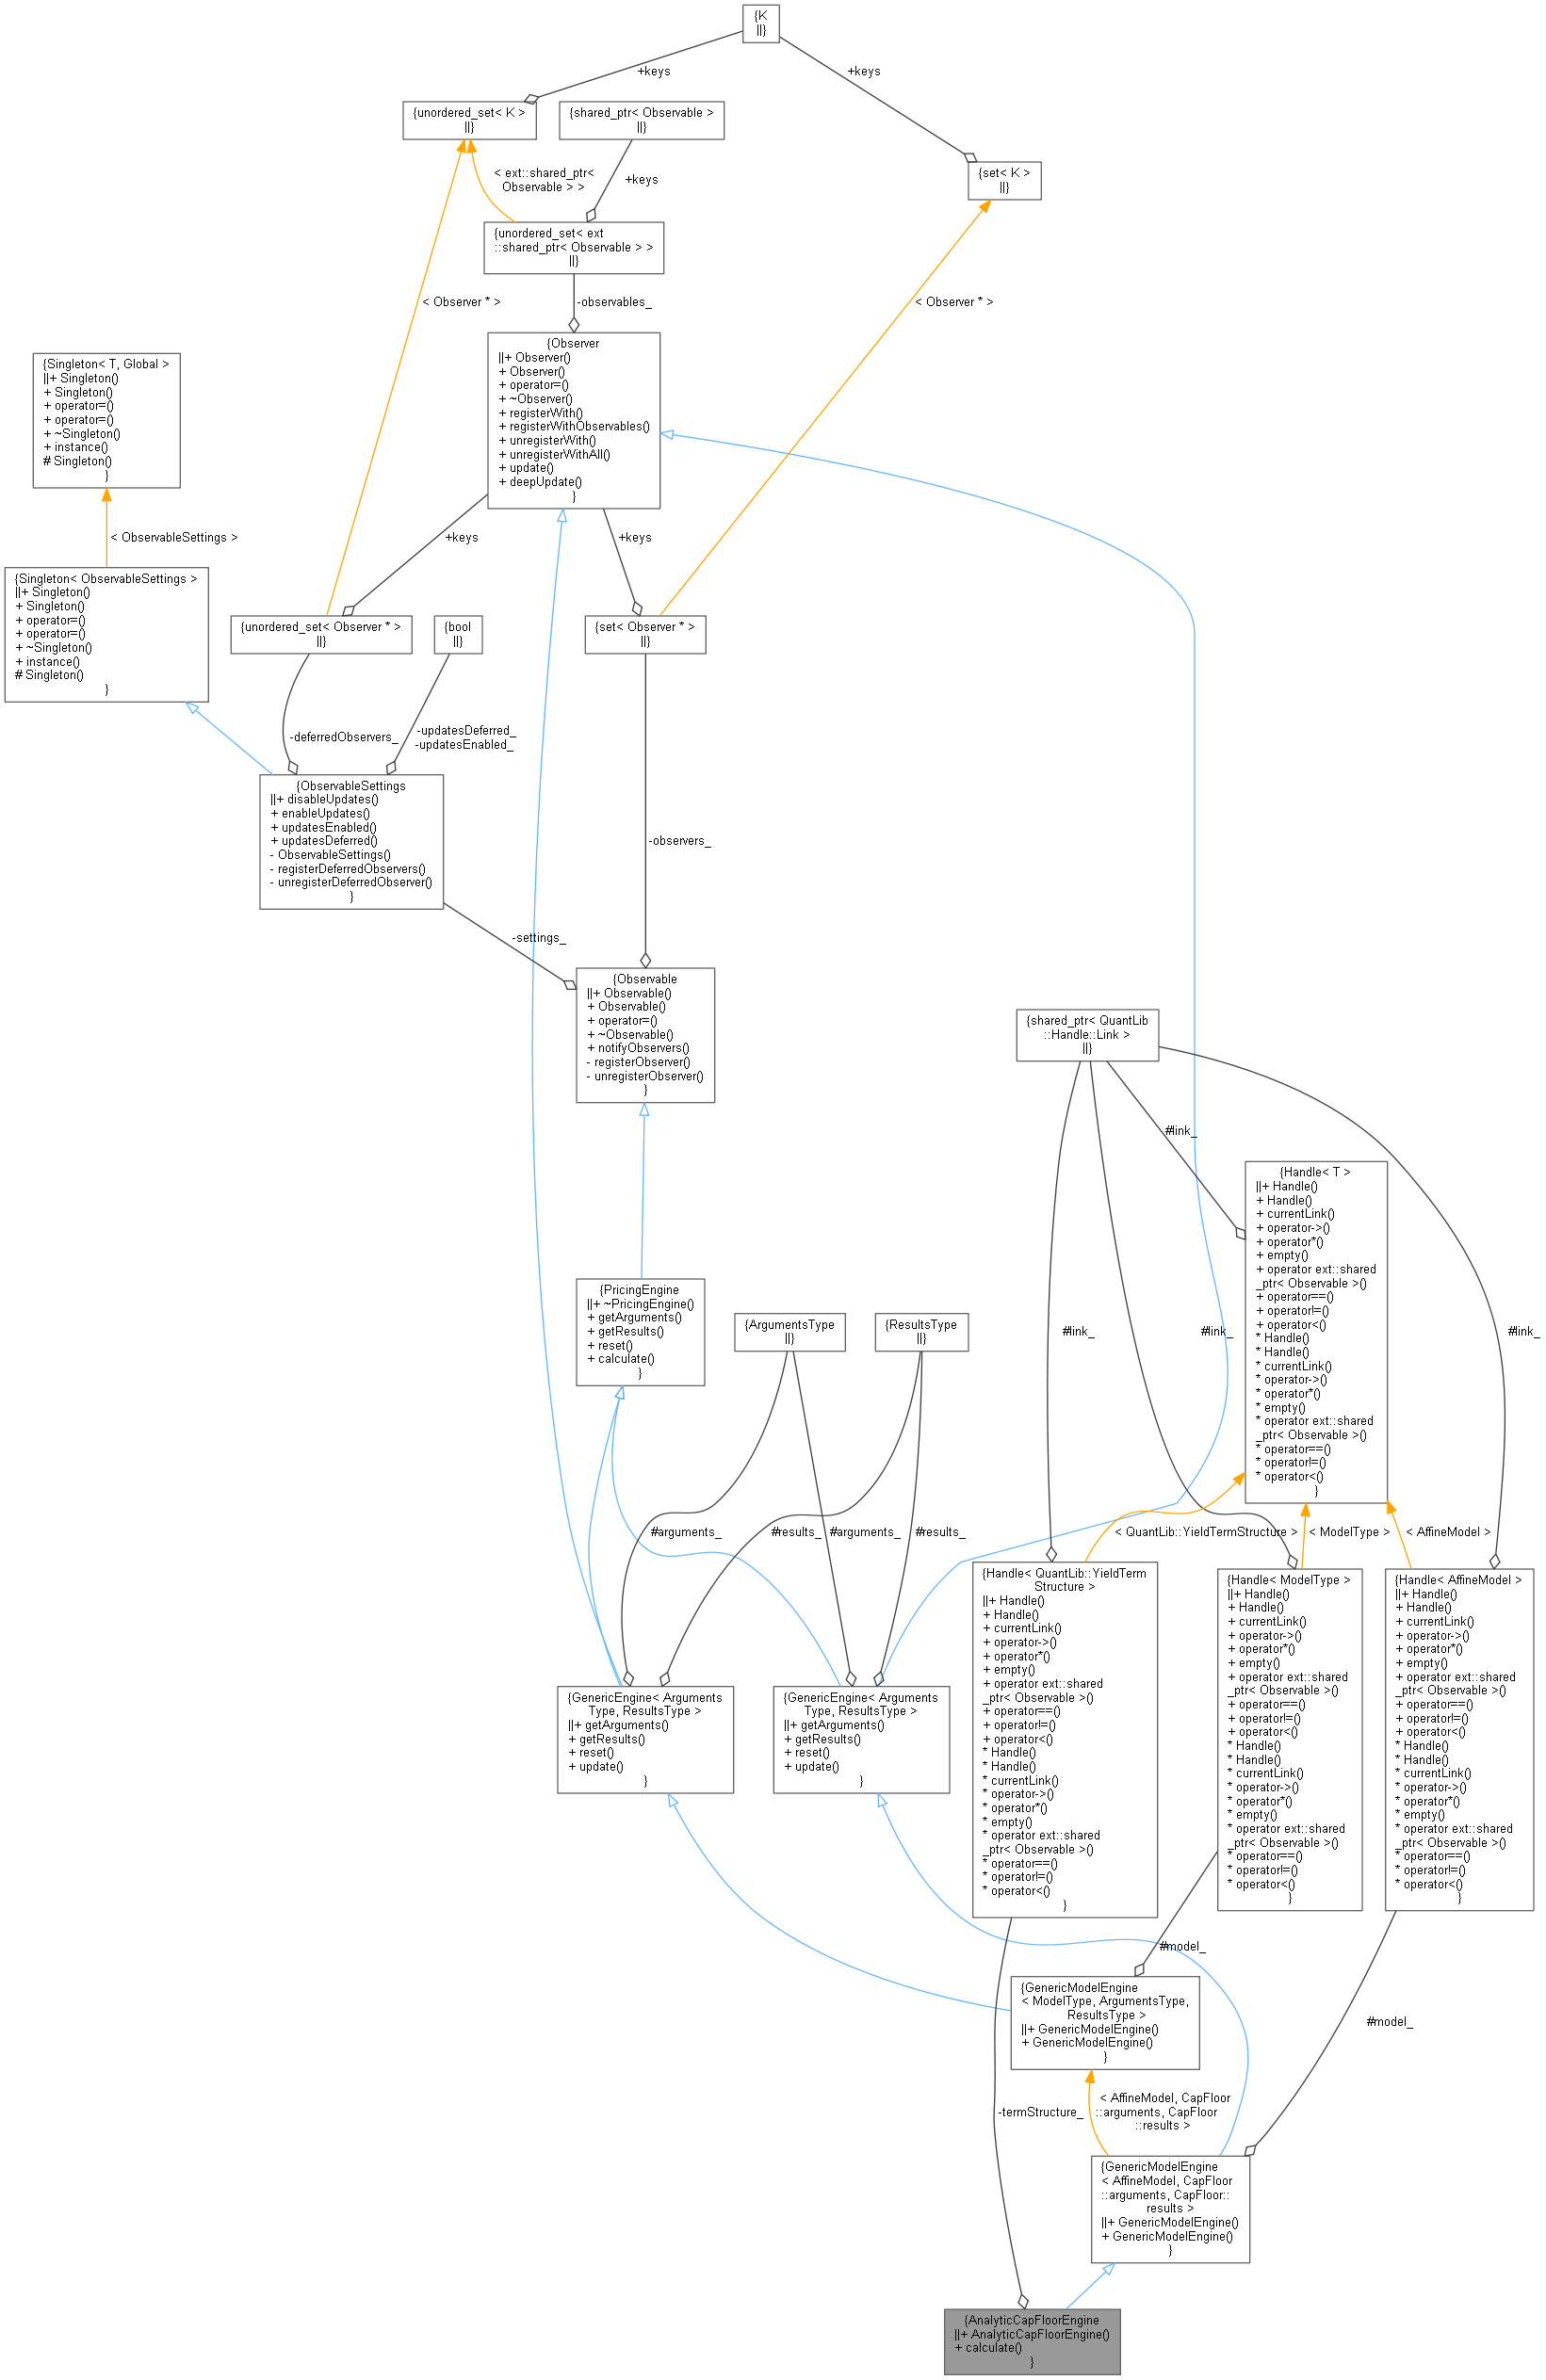 {K
||}
+keys
+keys
{unordered_set< K >
||}
{shared_ptr< Observable >
||}
{set< K >
||}
< ext::shared_ptr<
Observable > >
+keys
{unordered_set< ext
::shared_ptr< Observable > >
||}
< Observer * >
-observables_
< Observer * >
{Observer
||+ Observer()
+ Observer()
+ operator=()
+ ~Observer()
+ registerWith()
+ registerWithObservables()
+ unregisterWith()
+ unregisterWithAll()
+ update()
+ deepUpdate()
}
{Singleton< T, Global >
||+ Singleton()
+ Singleton()
+ operator=()
+ operator=()
+ ~Singleton()
+ instance()
# Singleton()
}
< ObservableSettings >
+keys
+keys
{Singleton< ObservableSettings >
||+ Singleton()
+ Singleton()
+ operator=()
+ operator=()
+ ~Singleton()
+ instance()
# Singleton()
}
{unordered_set< Observer * >
||}
{bool
||}
{set< Observer * >
||}
-deferredObservers_
-updatesDeferred_
-updatesEnabled_
{ObservableSettings
||+ disableUpdates()
+ enableUpdates()
+ updatesEnabled()
+ updatesDeferred()
- ObservableSettings()
- registerDeferredObservers()
- unregisterDeferredObserver()
}
-observers_
-settings_
{Observable
||+ Observable()
+ Observable()
+ operator=()
+ ~Observable()
+ notifyObservers()
- registerObserver()
- unregisterObserver()
}
{shared_ptr< QuantLib
::Handle::Link >
||}
#link_
{Handle< T >
||+ Handle()
+ Handle()
+ currentLink()
+ operator->()
+ operator*()
+ empty()
+ operator ext::shared
_ptr< Observable >()
+ operator==()
+ operator!=()
+ operator<()
* Handle()
* Handle()
* currentLink()
* operator->()
* operator*()
* empty()
* operator ext::shared
_ptr< Observable >()
* operator==()
* operator!=()
* operator<()
}
{PricingEngine
||+ ~PricingEngine()
+ getArguments()
+ getResults()
+ reset()
+ calculate()
}
{ArgumentsType
||}
{ResultsType
||}
#link_
#link_
#link_
#arguments_
#results_
#arguments_
#results_
< QuantLib::YieldTermStructure >
< ModelType >
< AffineModel >
{GenericEngine< Arguments
Type, ResultsType >
||+ getArguments()
+ getResults()
+ reset()
+ update()
}
{GenericEngine< Arguments
Type, ResultsType >
||+ getArguments()
+ getResults()
+ reset()
+ update()
}
{Handle< QuantLib::YieldTerm
Structure >
||+ Handle()
+ Handle()
+ currentLink()
+ operator->()
+ operator*()
+ empty()
+ operator ext::shared
_ptr< Observable >()
+ operator==()
+ operator!=()
+ operator<()
* Handle()
* Handle()
* currentLink()
* operator->()
* operator*()
* empty()
* operator ext::shared
_ptr< Observable >()
* operator==()
* operator!=()
* operator<()
}
{Handle< ModelType >
||+ Handle()
+ Handle()
+ currentLink()
+ operator->()
+ operator*()
+ empty()
+ operator ext::shared
_ptr< Observable >()
+ operator==()
+ operator!=()
+ operator<()
* Handle()
* Handle()
* currentLink()
* operator->()
* operator*()
* empty()
* operator ext::shared
_ptr< Observable >()
* operator==()
* operator!=()
* operator<()
}
{Handle< AffineModel >
||+ Handle()
+ Handle()
+ currentLink()
+ operator->()
+ operator*()
+ empty()
+ operator ext::shared
_ptr< Observable >()
+ operator==()
+ operator!=()
+ operator<()
* Handle()
* Handle()
* currentLink()
* operator->()
* operator*()
* empty()
* operator ext::shared
_ptr< Observable >()
* operator==()
* operator!=()
* operator<()
}
#model_
{GenericModelEngine
< ModelType, ArgumentsType,
ResultsType >
||+ GenericModelEngine()
+ GenericModelEngine()
}
#model_
-termStructure_
< AffineModel, CapFloor
::arguments, CapFloor
::results >
{GenericModelEngine
< AffineModel, CapFloor
::arguments, CapFloor::
results >
||+ GenericModelEngine()
+ GenericModelEngine()
}
{AnalyticCapFloorEngine
||+ AnalyticCapFloorEngine()
+ calculate()
}